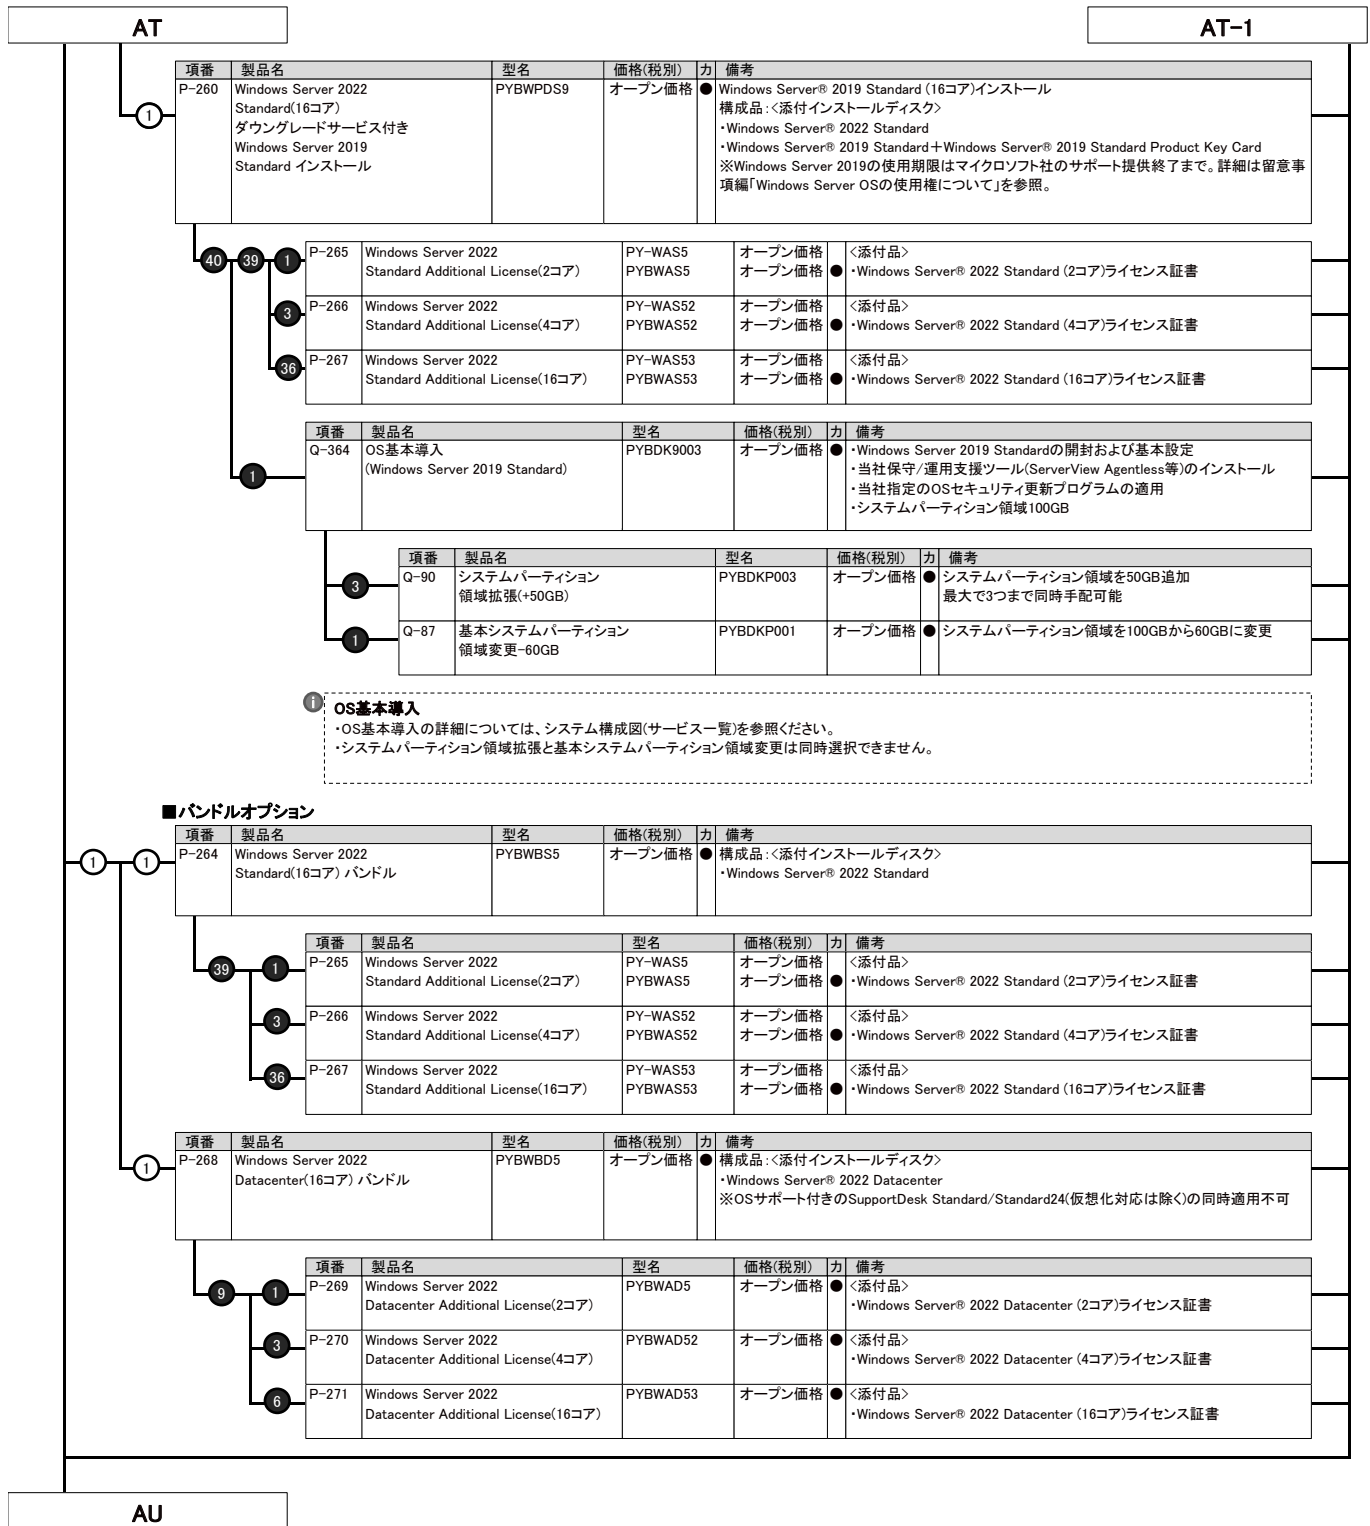 AT
AT-1
項番 製品名 型名 価格(税別) カ 備考
P-260 Windows Server 2022 PYBWPDS9 オープン価格 ● Windows Server® 2019 Standard (16コア)インストール
Standard(16コア) 構成品:<添付インストールディスク>
ダウングレードサービス付き ・Windows Server® 2022 Standard
Windows Server 2019 ・Windows Server® 2019 Standard＋Windows Server® 2019 Standard Product Key Card
Standard インストール ※Windows Server 2019の使用期限はマイクロソフト社のサポート提供終了まで。詳細は留意事
項編「Windows Server OSの使用権について」を参照。
1
40 39 1 P-265 Windows Server 2022 PY-WAS5 オープン価格 <添付品>
Standard Additional License(2コア) PYBWAS5 オープン価格 ● ・Windows Server® 2022 Standard (2コア)ライセンス証書
3 P-266 Windows Server 2022 PY-WAS52 オープン価格 <添付品>
Standard Additional License(4コア) PYBWAS52 オープン価格 ● ・Windows Server® 2022 Standard (4コア)ライセンス証書
36 P-267 Windows Server 2022 PY-WAS53 オープン価格 <添付品>
Standard Additional License(16コア) PYBWAS53 オープン価格 ● ・Windows Server® 2022 Standard (16コア)ライセンス証書
項番 製品名 型名 価格(税別) カ 備考
Q-364 OS基本導入 PYBDK9003 オープン価格 ● ・Windows Server 2019 Standardの開封および基本設定
(Windows Server 2019 Standard) ・当社保守/運用支援ツール(ServerView Agentless等)のインストール
1 ・当社指定のOSセキュリティ更新プログラムの適用
・システムパーティション領域100GB
項番 製品名 型名 価格(税別) カ 備考
3 Q-90 システムパーティション PYBDKP003 オープン価格 ● システムパーティション領域を50GB追加
領域拡張(+50GB) 最大で3つまで同時手配可能
1 Q-87 基本システムパーティション PYBDKP001 オープン価格 ● システムパーティション領域を100GBから60GBに変更
領域変更-60GB
i OS基本導入
・OS基本導入の詳細については、システム構成図(サービス一覧)を参照ください。
・システムパーティション領域拡張と基本システムパーティション領域変更は同時選択できません。
■バンドルオプション
項番 製品名 型名 価格(税別) カ 備考
1 1 P-264 Windows Server 2022 PYBWBS5 オープン価格 ● 構成品:<添付インストールディスク>
Standard(16コア) バンドル ・Windows Server® 2022 Standard
項番 製品名 型名 価格(税別) カ 備考
39 1 P-265 Windows Server 2022 PY-WAS5 オープン価格 <添付品>
Standard Additional License(2コア) PYBWAS5 オープン価格 ● ・Windows Server® 2022 Standard (2コア)ライセンス証書
3 P-266 Windows Server 2022 PY-WAS52 オープン価格 <添付品>
Standard Additional License(4コア) PYBWAS52 オープン価格 ● ・Windows Server® 2022 Standard (4コア)ライセンス証書
36 P-267 Windows Server 2022 PY-WAS53 オープン価格 <添付品>
Standard Additional License(16コア) PYBWAS53 オープン価格 ● ・Windows Server® 2022 Standard (16コア)ライセンス証書
項番 製品名 型名 価格(税別) カ 備考
1 P-268 Windows Server 2022 PYBWBD5 オープン価格 ● 構成品:<添付インストールディスク>
Datacenter(16コア) バンドル ・Windows Server® 2022 Datacenter
※OSサポート付きのSupportDesk Standard/Standard24(仮想化対応は除く)の同時適用不可
項番 製品名 型名 価格(税別) カ 備考
9 1 P-269 Windows Server 2022 PYBWAD5 オープン価格 ● <添付品>
Datacenter Additional License(2コア) ・Windows Server® 2022 Datacenter (2コア)ライセンス証書
3 P-270 Windows Server 2022 PYBWAD52 オープン価格 ● <添付品>
Datacenter Additional License(4コア) ・Windows Server® 2022 Datacenter (4コア)ライセンス証書
6 P-271 Windows Server 2022 PYBWAD53 オープン価格 ● <添付品>
Datacenter Additional License(16コア) ・Windows Server® 2022 Datacenter (16コア)ライセンス証書
AU